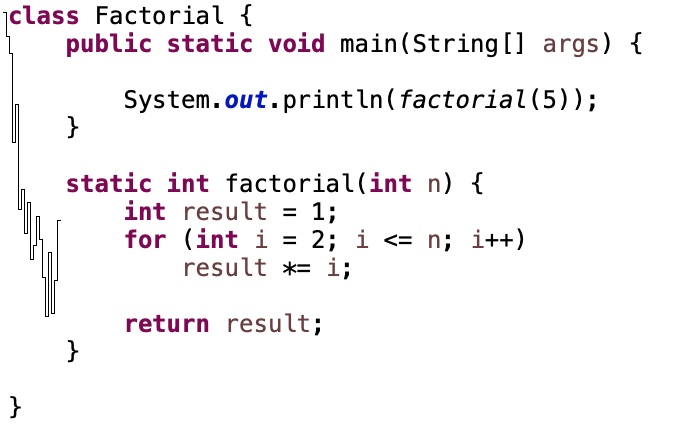 class Factorial {
    public static void main(String[] args) {
        System.out.println(factorial(5));
    }
    static int factorial(int n) {
        int result = 1;
        for (int i = 2; i <= n; i++)
            result *= i;
        return result;
    }
}